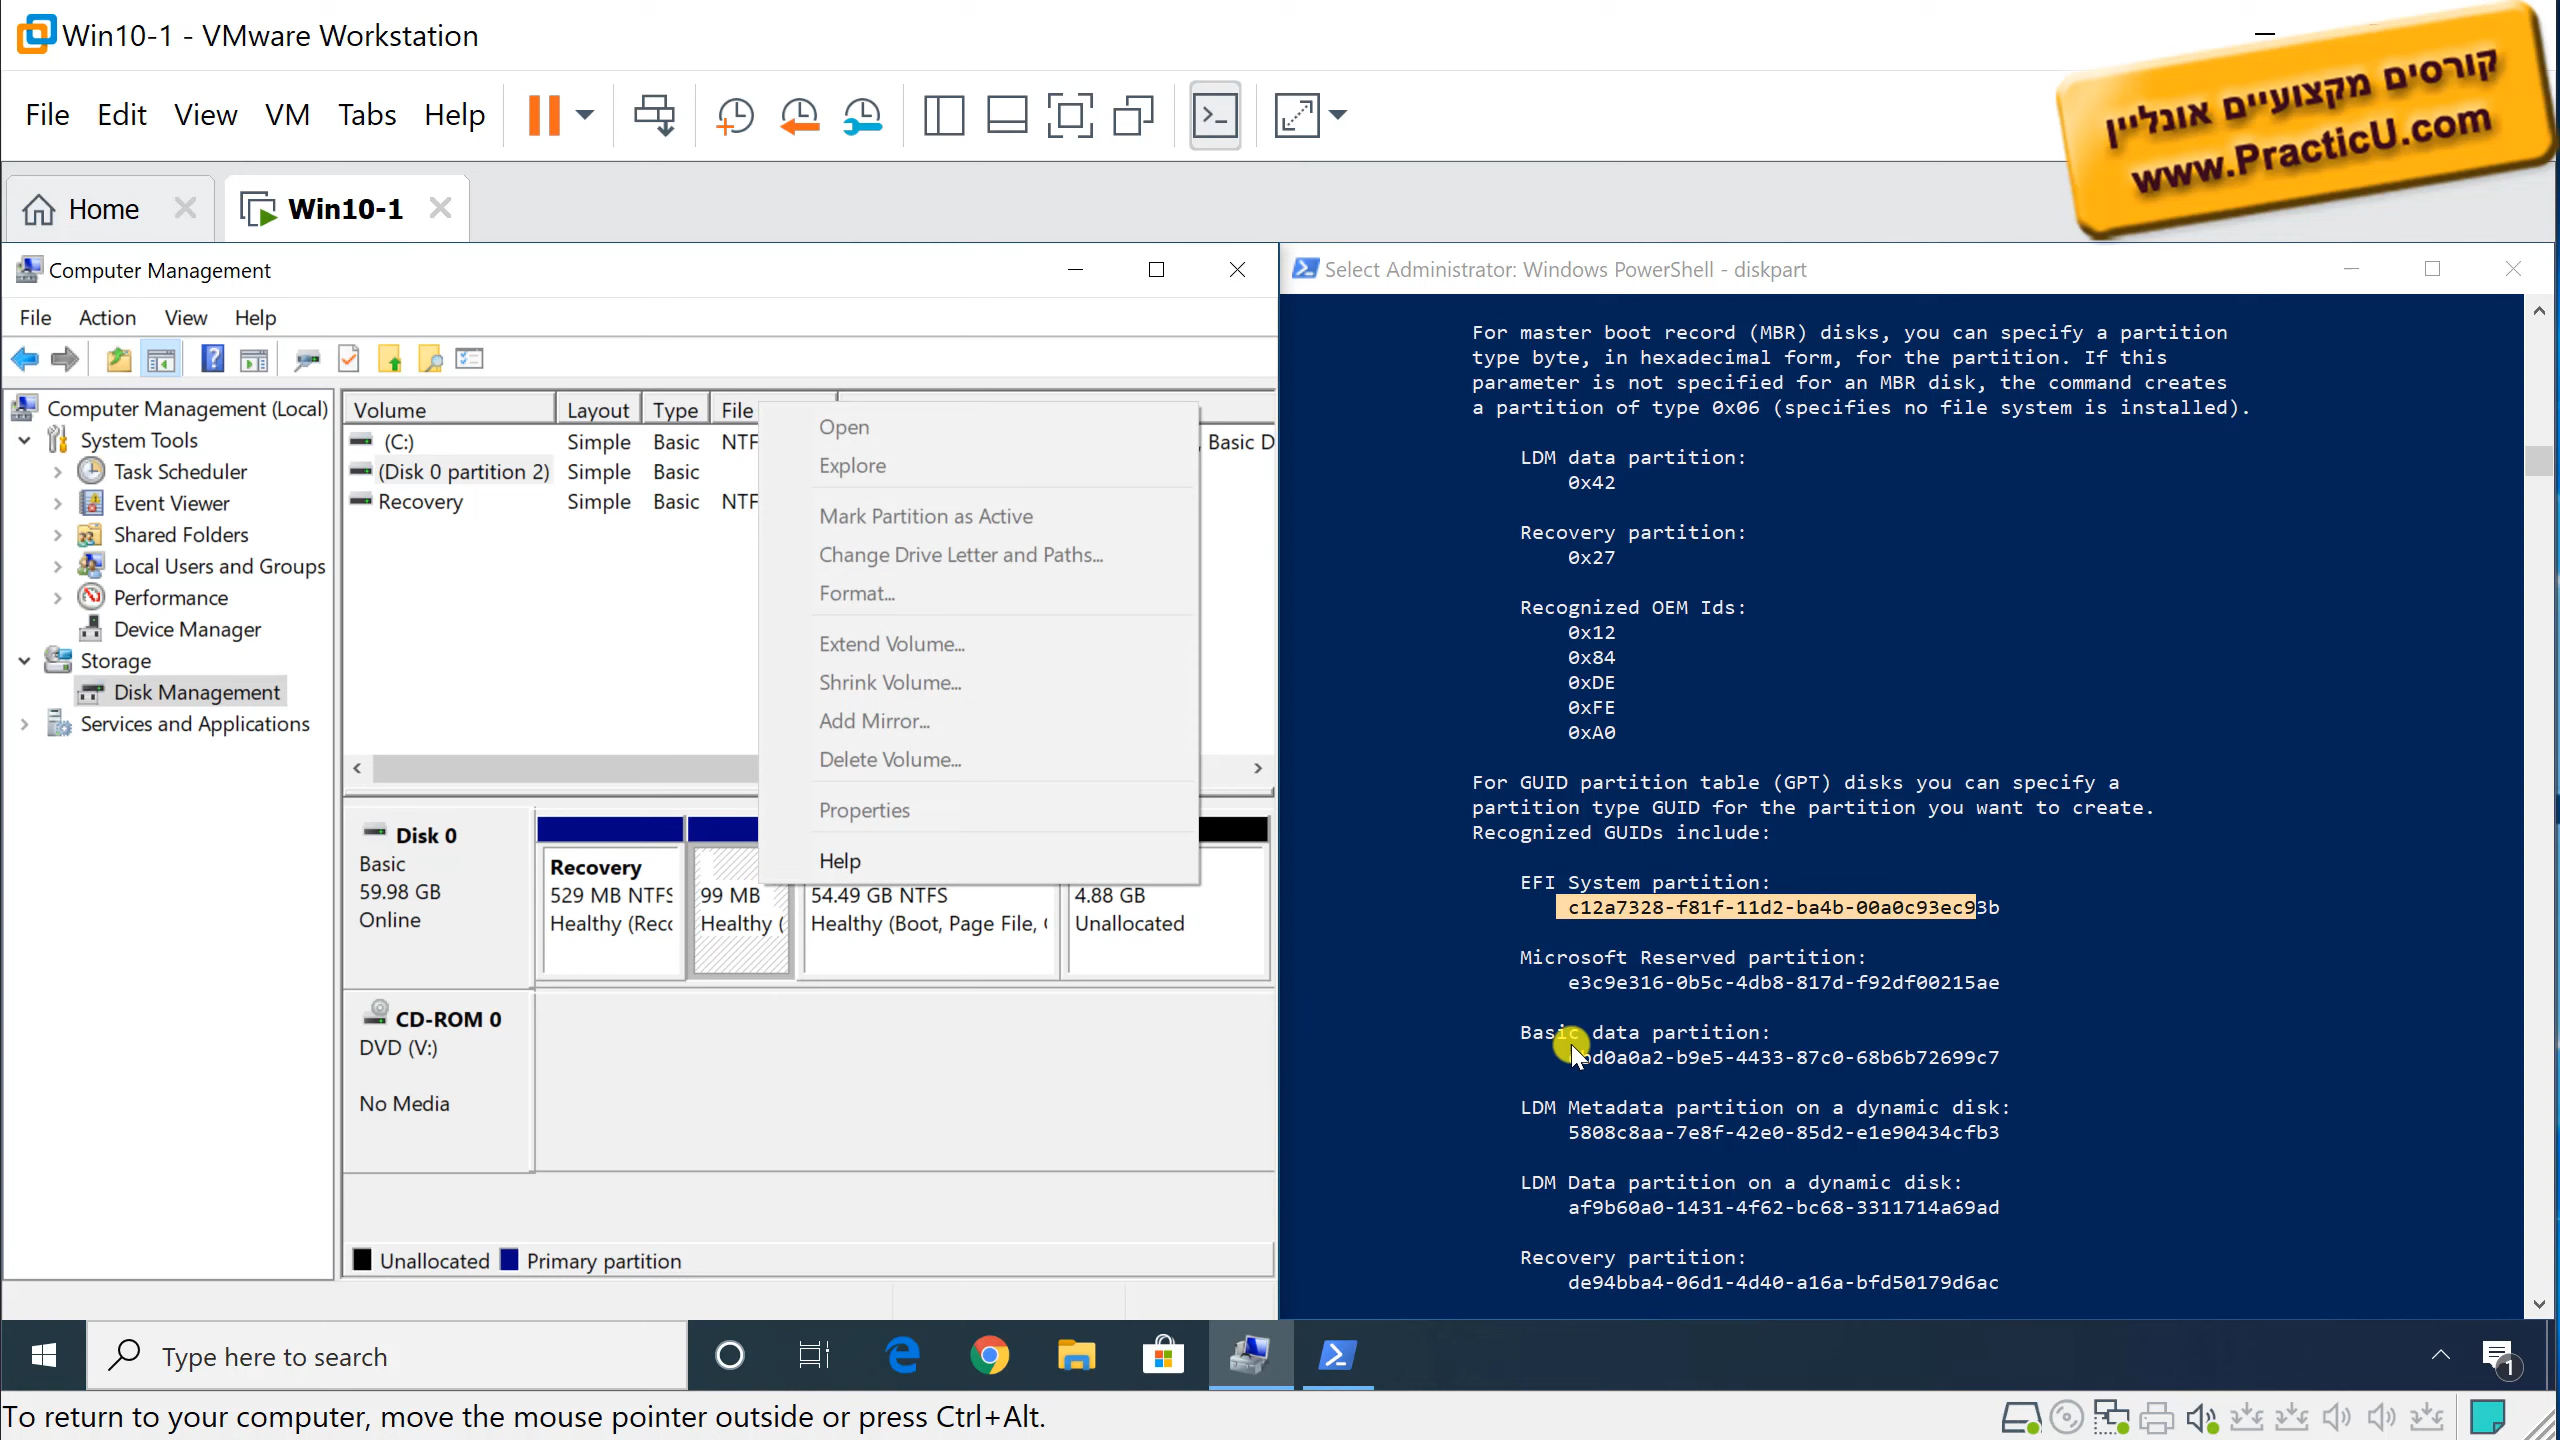 Win10-1 - VMware Workstation
File Edit View VM Tabs Help
קורסים מקצועיים אונליין
www.PracticU.com
Home
Win10-1
Computer Management
File Action View Help
Computer Management (Local)
System Tools
Task Scheduler
Event Viewer
Shared Folders
Local Users and Groups
Performance
Device Manager
Storage
Disk Management
Services and Applications
Volume Layout Type File
(C:) Simple Basic NTF , Basic D
(Disk 0 partition 2) Simple Basic
Recovery Simple Basic NTF
Open
Explore
Mark Partition as Active
Change Drive Letter and Paths...
Format...
Extend Volume...
Shrink Volume...
Add Mirror...
Delete Volume...
Properties
Help
Disk 0
Basic
59.98 GB
Online
Recovery
529 MB NTFS
Healthy (Recc
99 MB
Healthy (
54.49 GB NTFS
Healthy (Boot, Page File, (
4.88 GB
Unallocated
CD-ROM 0
DVD (V:)
No Media
Unallocated Primary partition
Select Administrator: Windows PowerShell - diskpart
For master boot record (MBR) disks, you can specify a partition
type byte, in hexadecimal form, for the partition. If this
parameter is not specified for an MBR disk, the command creates
a partition of type 0x06 (specifies no file system is installed).
LDM data partition:
0x42
Recovery partition:
0x27
Recognized OEM Ids:
0x12
0x84
0xDE
0xFE
0xA0
For GUID partition table (GPT) disks you can specify a
partition type GUID for the partition you want to create.
Recognized GUIDs include:
EFI System partition:
c12a7328-f81f-11d2-ba4b-00a0c93ec93b
Microsoft Reserved partition:
e3c9e316-0b5c-4db8-817d-f92df00215ae
Basic data partition:
bd0a0a2-b9e5-4433-87c0-68b6b72699c7
LDM Metadata partition on a dynamic disk:
5808c8aa-7e8f-42e0-85d2-e1e90434cfb3
LDM Data partition on a dynamic disk:
af9b60a0-1431-4f62-bc68-3311714a69ad
Recovery partition:
de94bba4-06d1-4d40-a16a-bfd50179d6ac
Type here to search
1
To return to your computer, move the mouse pointer outside or press Ctrl+Alt.